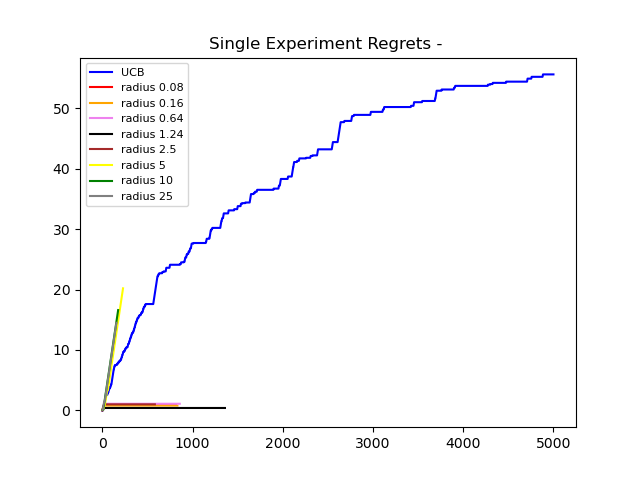 Single Experiment Regrets -
UCB
radius 0.08
radius 0.16
radius 0.64
radius 1.24
radius 2.5
radius 5
radius 10
radius 25
50
40
30
20
10
0
0 1000 2000 3000 4000 5000